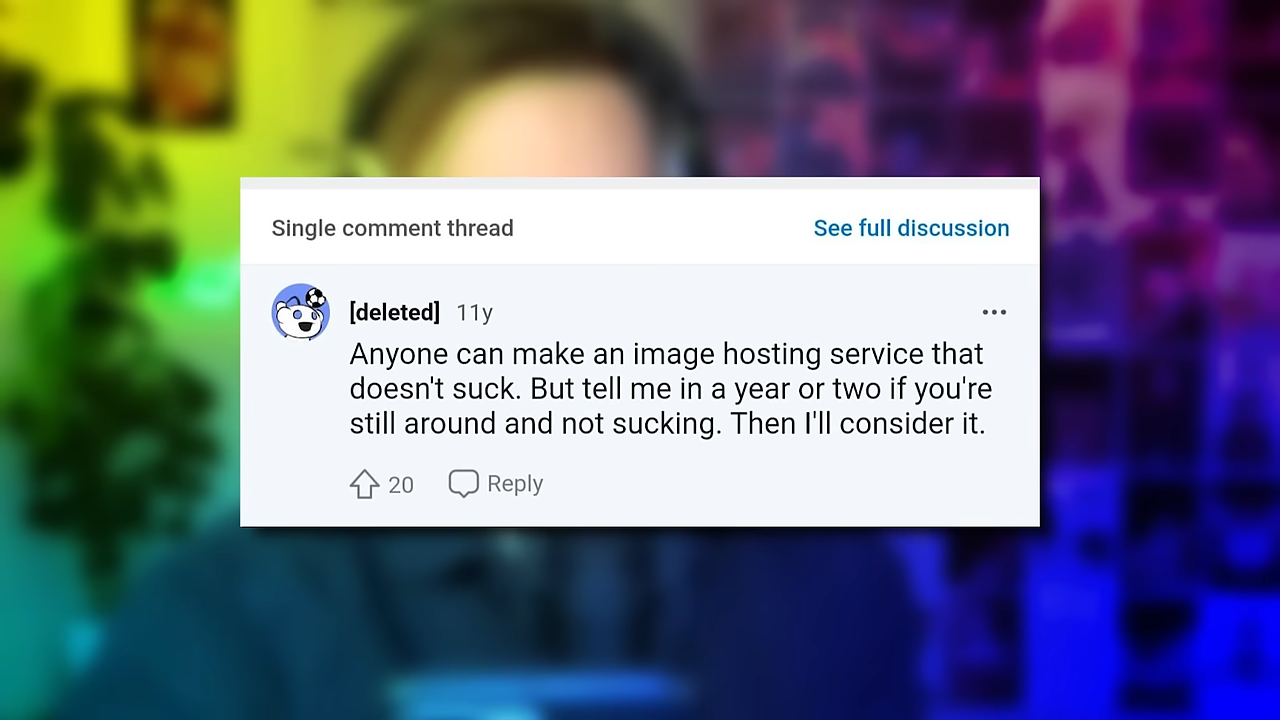 Single comment thread
See full discussion
[deleted] 11y
Anyone can make an image hosting service that
doesn't suck. But tell me in a year or two if you're
still around and not sucking. Then I'll consider it.
20 Reply